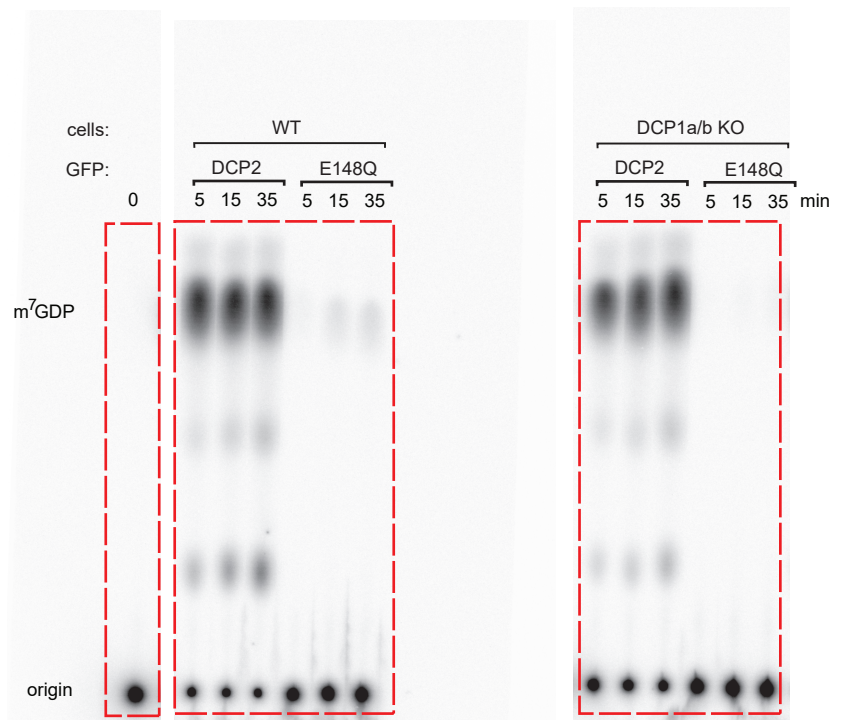 cells: WT DCP1a/b KO
GFP: DCP2 E148Q DCP2 E148Q
0 5 15 35 5 15 35 5 15 35 5 15 35 min
m⁷GDP
origin